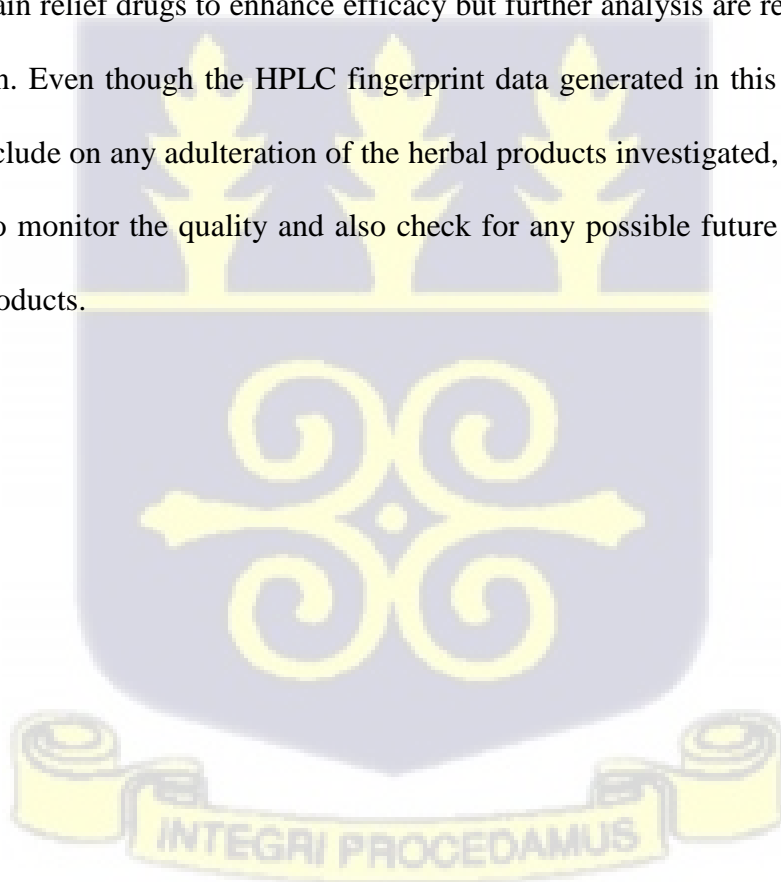 ain relief drugs to enhance efficacy but further analysis are re
n. Even though the HPLC fingerprint data generated in this
clude on any adulteration of the herbal products investigated,
o monitor the quality and also check for any possible future
oducts.
INTEGRI PROCEDAMUS